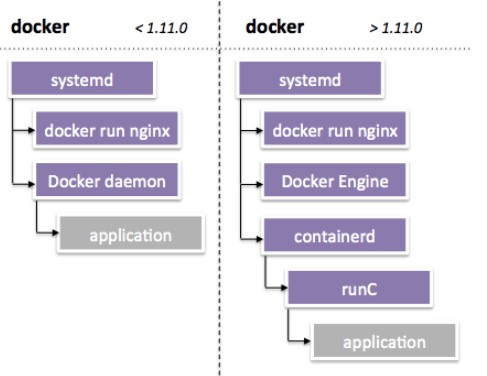 docker < 1.11.0
systemd
docker run nginx
Docker daemon
application
docker > 1.11.0
systemd
docker run nginx
Docker Engine
containerd
runC
application